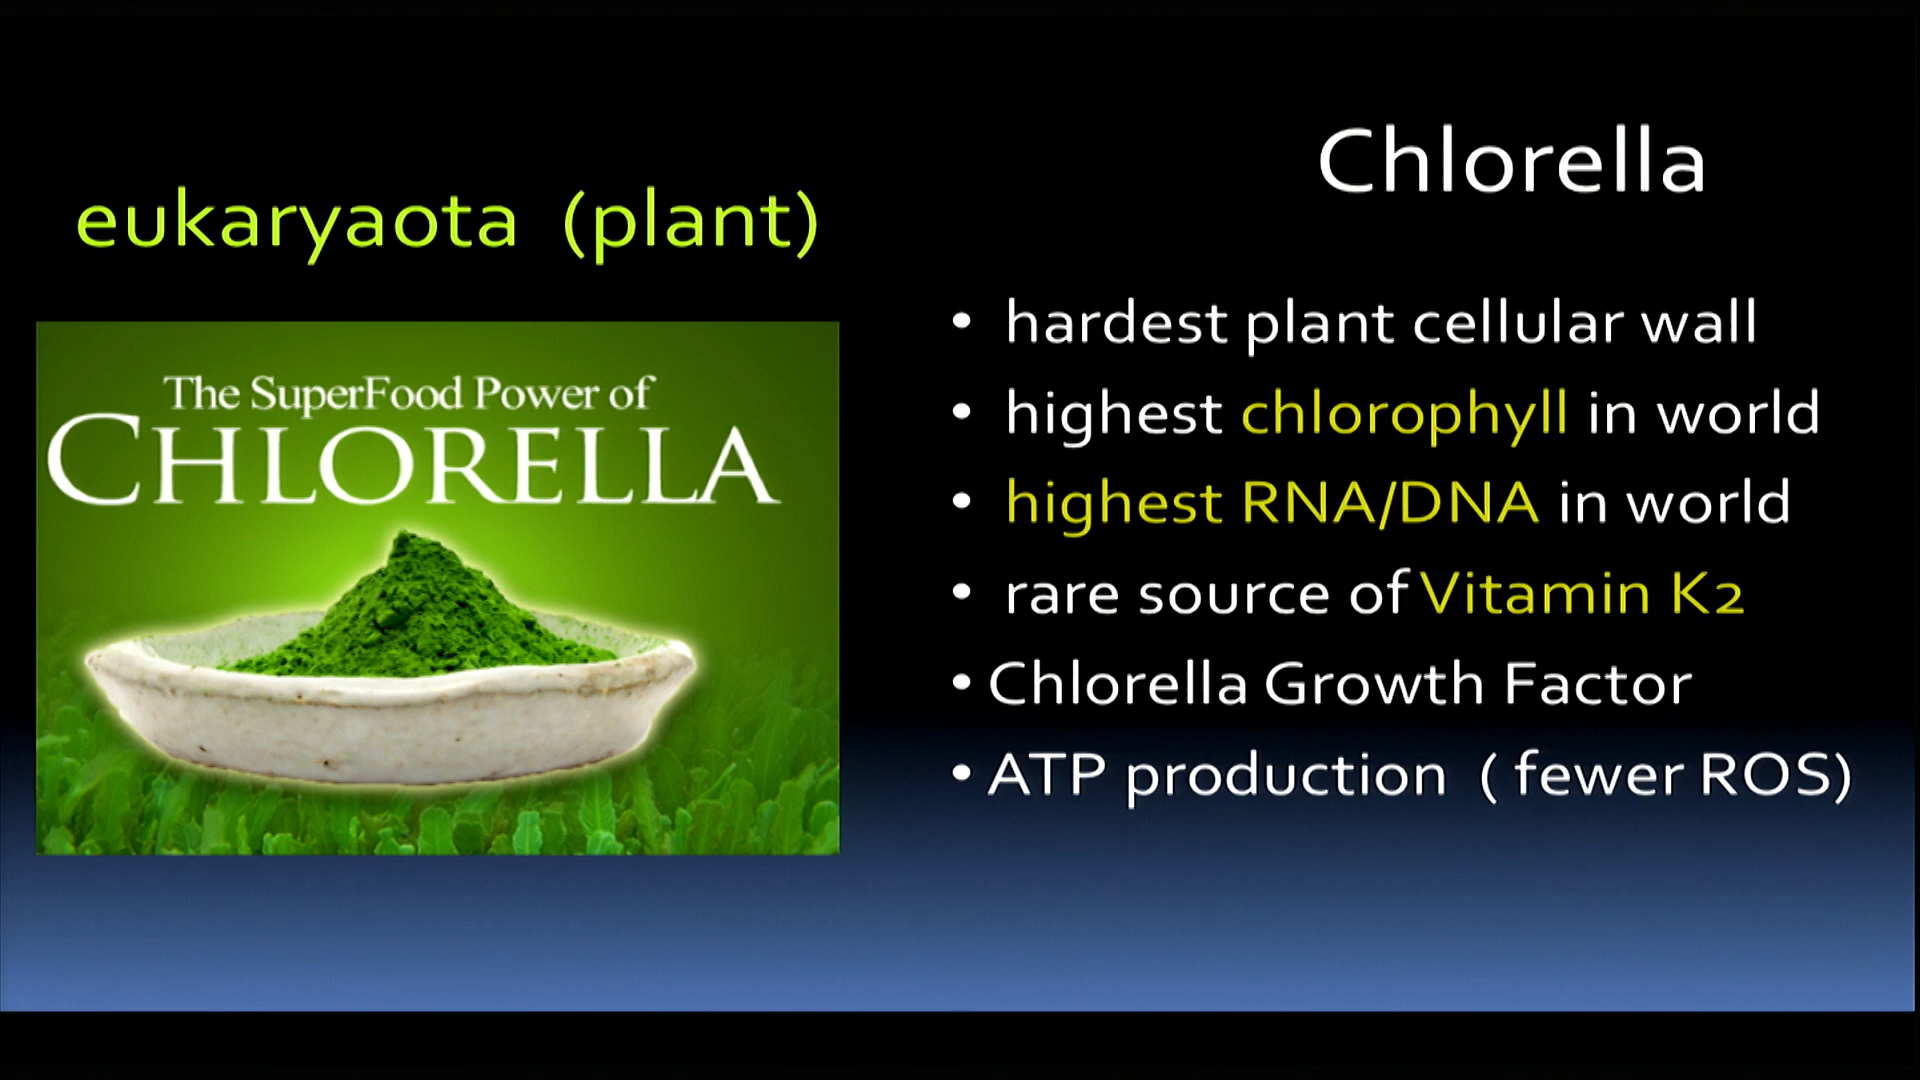 eukaryaota (plant)
The SuperFood Power of
CHLORELLA
Chlorella
• hardest plant cellular wall
• highest chlorophyll in world
• highest RNA/DNA in world
• rare source of Vitamin K2
• Chlorella Growth Factor
• ATP production ( fewer ROS)